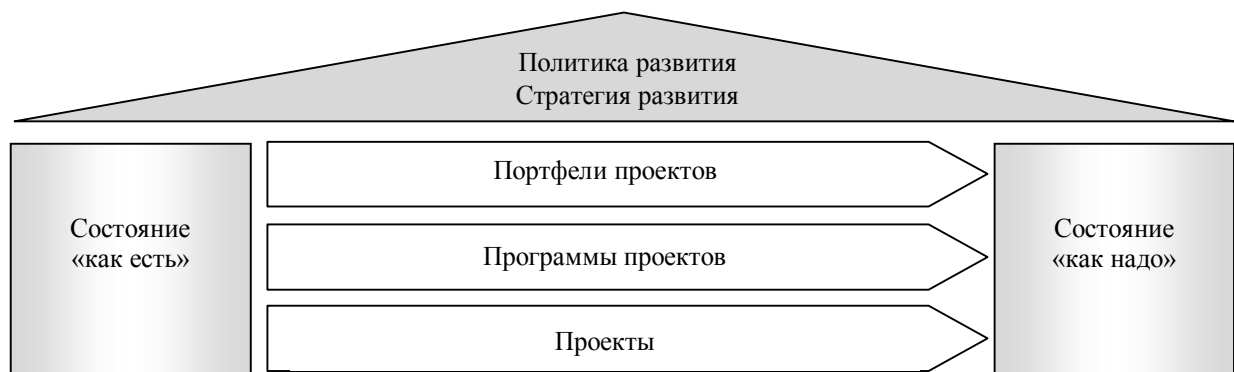 Политика развития
Стратегия развития
Портфели проектов
Состояние
«как есть»
Программы проектов
Состояние
«как надо»
Проекты